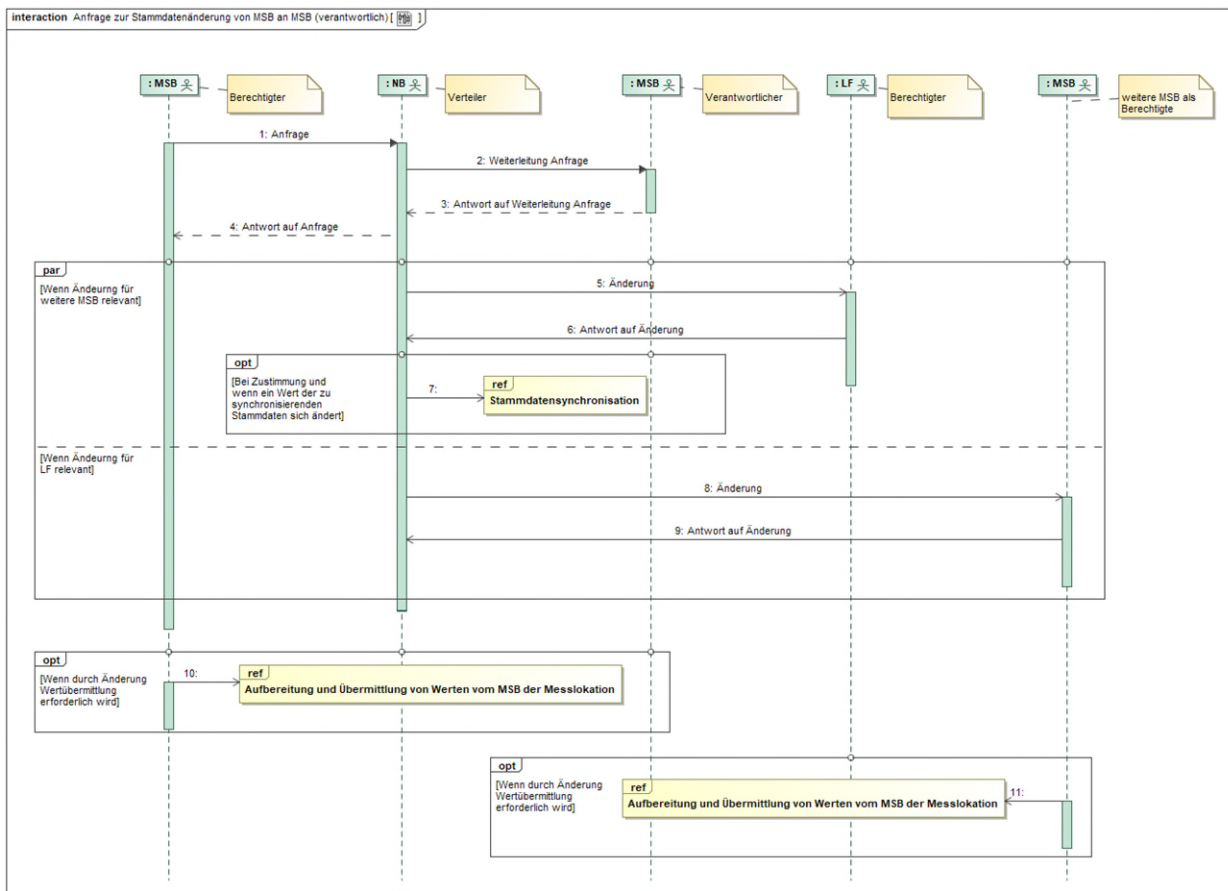 interaction Anfrage zur Stammdatenänderung von MSB an MSB (verantwortlich) [ ]
: MSB
Berechtigter
: NB
Verteiler
: MSB
Verantwortlicher
: LF
Berechtigter
: MSB
weitere MSB als
Berechtigte
1: Anfrage
2: Weiterleitung Anfrage
3: Antwort auf Weiterleitung Anfrage
4: Antwort auf Anfrage
par
[Wenn Ändeurng für
weitere MSB relevant]
5: Änderung
6: Antwort auf Änderung
opt
[Bei Zustimmung und
wenn ein Wert der zu
synchronisierenden
Stammdaten sich ändert]
7:
ref
Stammdatensynchronisation
[Wenn Ändeurng für
LF relevant]
8: Änderung
9: Antwort auf Änderung
opt
[Wenn durch Änderung
Wertübermittlung
erforderlich wird]
10:
ref
Aufbereitung und Übermittlung von Werten vom MSB der Messlokation
opt
[Wenn durch Änderung
Wertübermittlung
erforderlich wird]
ref
Aufbereitung und Übermittlung von Werten vom MSB der Messlokation
11: